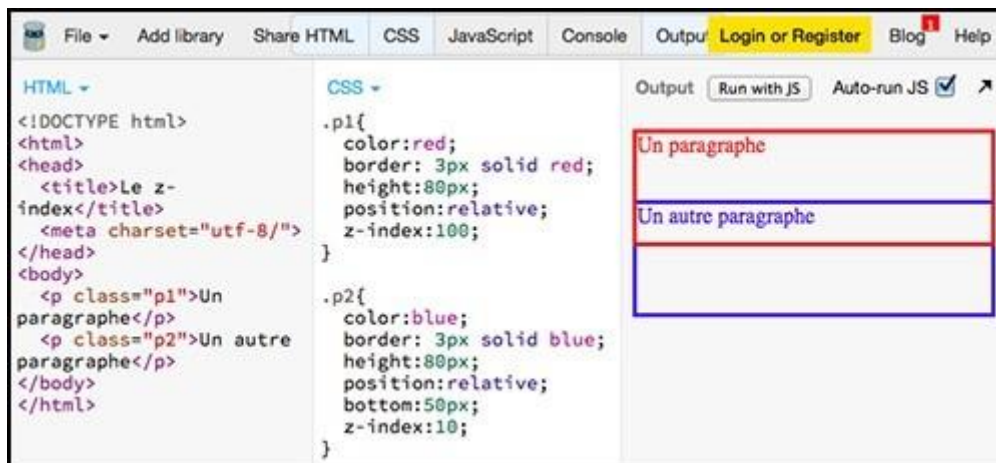 File Add library Share HTML CSS JavaScript Console Output Login or Register Blog 1 Help
HTML
<!DOCTYPE html>
<html>
<head>
<title>Le z-
index</title>
<meta charset="utf-8/">
</head>
<body>
<p class="p1">Un
paragraphe</p>
<p class="p2">Un autre
paragraphe</p>
</body>
</html>
CSS
.p1{
color:red;
border: 3px solid red;
height:80px;
position:relative;
z-index:100;
}
.p2{
color:blue;
border: 3px solid blue;
height:80px;
position:relative;
bottom:50px;
z-index:10;
}
Output Run with JS Auto-run JS
Un paragraphe
Un autre paragraphe